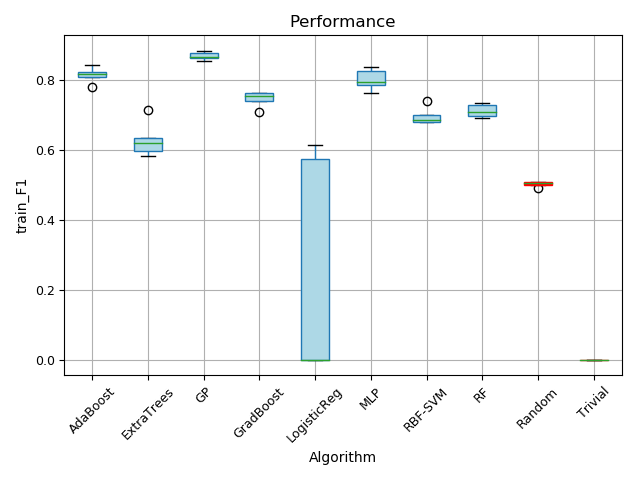 Performance
train_F1
0.8
0.6
0.4
0.2
0.0
AdaBoost
ExtraTrees
GP
GradBoost
LogisticReg
MLP
RBF-SVM
RF
Random
Trivial
Algorithm